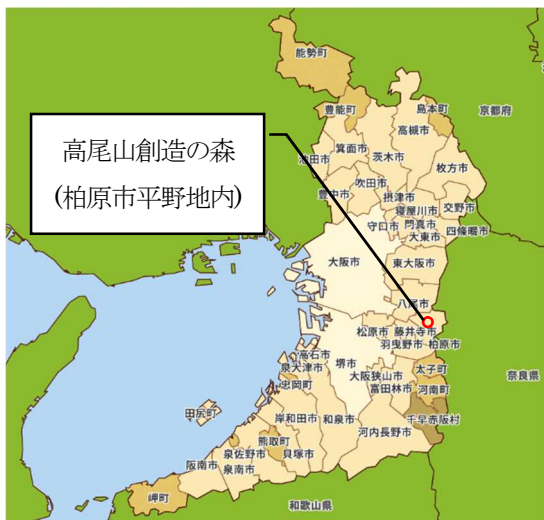 能勢町
豊能町
島本町
京都府
高槻市
高尾山創造の森
(柏原市平野地内)
箕面市
茨木市
池田市
枚方市
吹田市
豊中市
摂津市
寝屋川市
交野市
守口市
門真市
四條畷市
大東市
大阪市
東大阪市
八尾市
松原市
藤井寺市
羽曳野市
柏原市
高石市
泉大津市
堺市
太子町
大阪狭山市
奈良県
忠岡町
富田林市
河南町
田尻町
岸和田市
和泉市
千早赤阪村
熊取町
河内長野市
泉佐野市
貝塚市
阪南市
泉南市
岬町
和歌山県